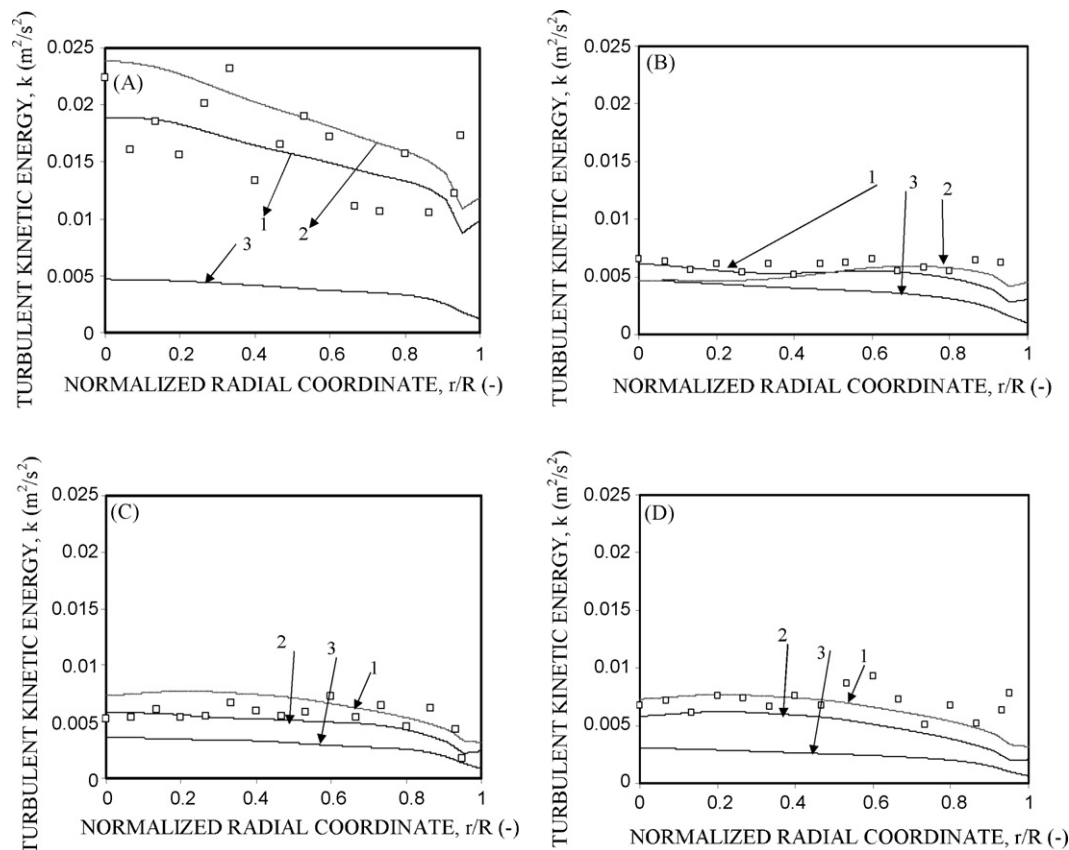 TURBULENT KINETIC ENERGY, k (m²/s²)
0.025
0.02
0.015
0.01
0.005
0
(A)
1
2
3
0 0.2 0.4 0.6 0.8 1
NORMALIZED RADIAL COORDINATE, r/R (-)
TURBULENT KINETIC ENERGY, k (m²/s²)
0.025
0.02
0.015
0.01
0.005
0
(B)
1
3
2
0 0.2 0.4 0.6 0.8 1
NORMALIZED RADIAL COORDINATE, r/R (-)
TURBULENT KINETIC ENERGY, k (m²/s²)
0.025
0.02
0.015
0.01
0.005
0
(C)
2
3
1
0 0.2 0.4 0.6 0.8 1
NORMALIZED RADIAL COORDINATE, r/R (-)
TURBULENT KINETIC ENERGY, k (m²/s²)
0.025
0.02
0.015
0.01
0.005
0
(D)
2
3
1
0 0.2 0.4 0.6 0.8 1
NORMALIZED RADIAL COORDINATE, r/R (-)